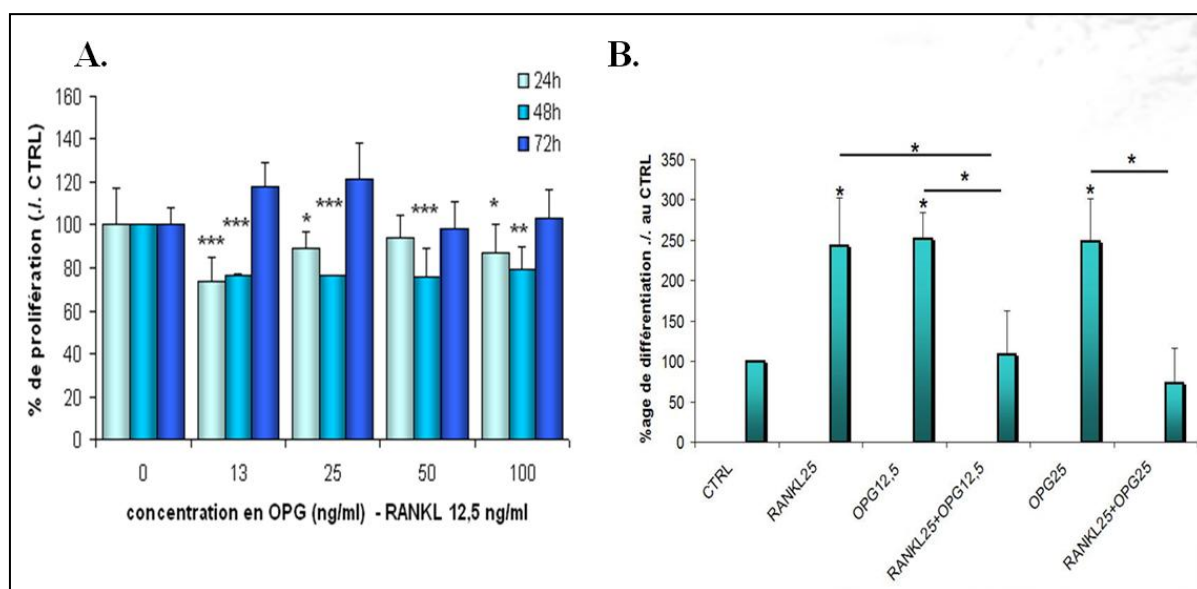 A.
24h
48h
72h
% de prolifération (./. CTRL)
160
140
120
100
80
60
40
20
0
***
***
*
***
***
*
**
0 13 25 50 100
concentration en OPG (ng/ml) - RANKL 12,5 ng/ml
B.
%age de différentiation ./. au CTRL
350
300
250
200
150
100
50
0
*
*
*
*
*
*
CTRL
RANKL25
OPG12,5
RANKL25+OPG12,5
OPG25
RANKL25+OPG25